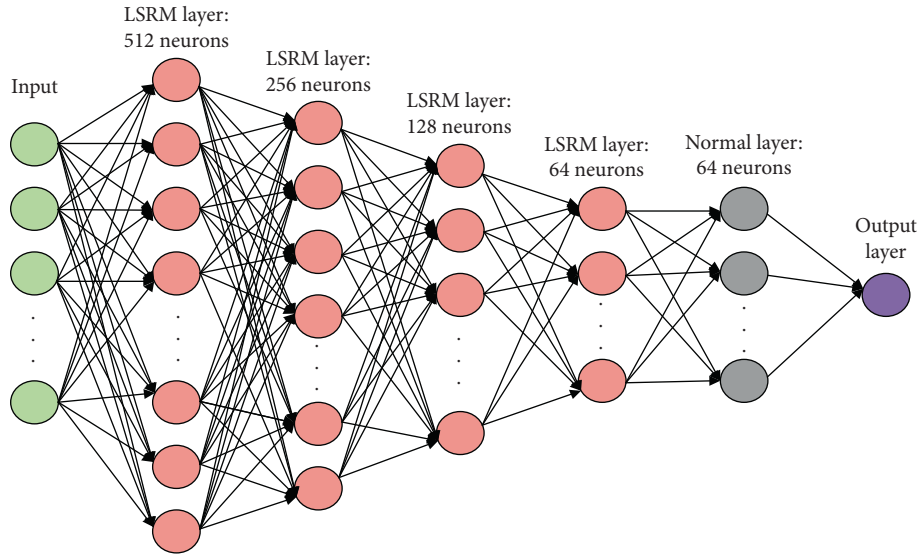 Input
LSRM layer:
512 neurons
LSRM layer:
256 neurons
LSRM layer:
128 neurons
LSRM layer:
64 neurons
Normal layer:
64 neurons
Output
layer